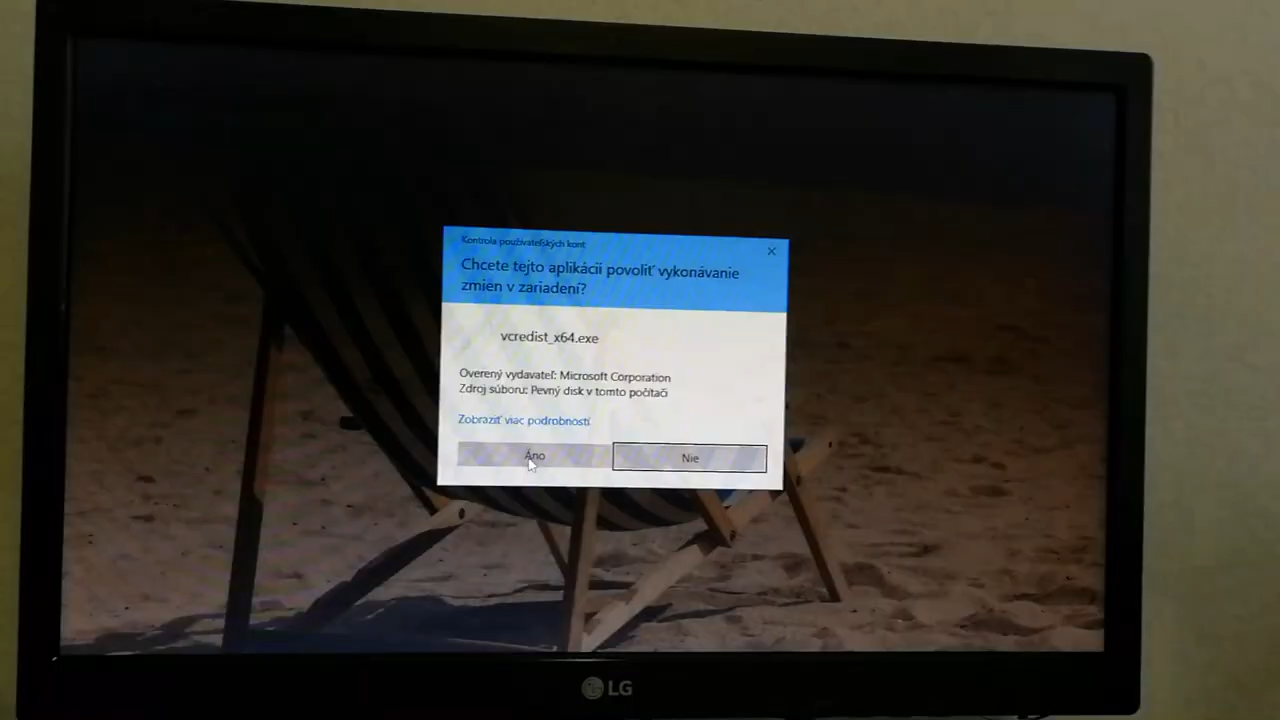 Kontrola používateľských kont
Chcete tejto aplikácii povoliť vykonávanie
zmien v zariadení?
vcredist_x64.exe
Overený vydavateľ: Microsoft Corporation
Zdroj súboru: Pevný disk v tomto počítači
Zobraziť viac podrobností
Áno
Nie
LG